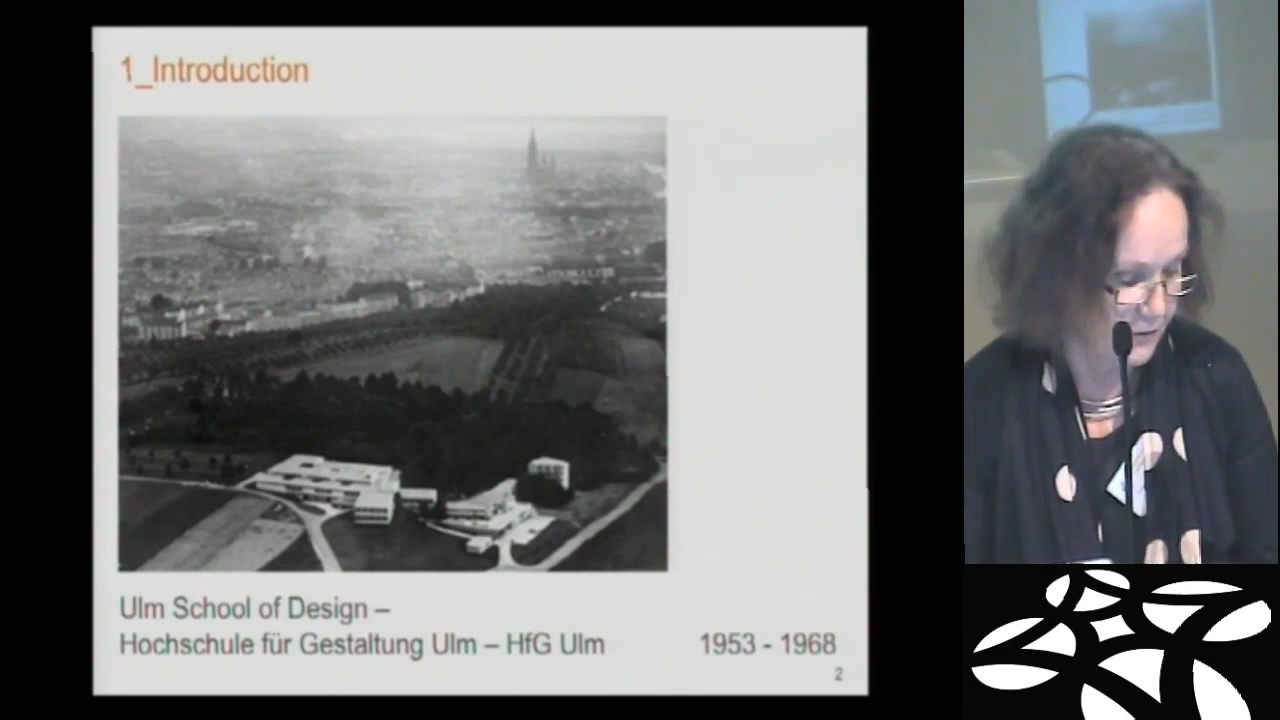 1_Introduction
Ulm School of Design –
Hochschule für Gestaltung Ulm – HfG Ulm
1953 - 1968
2